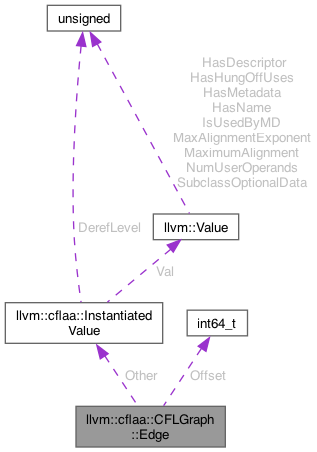 unsigned
HasDescriptor
HasHungOffUses
HasMetadata
HasName
IsUsedByMD
MaxAlignmentExponent
MaximumAlignment
NumUserOperands
SubclassOptionalData
DerefLevel
llvm::Value
Val
llvm::cflaa::Instantiated
Value
int64_t
Other
Offset
llvm::cflaa::CFLGraph
::Edge